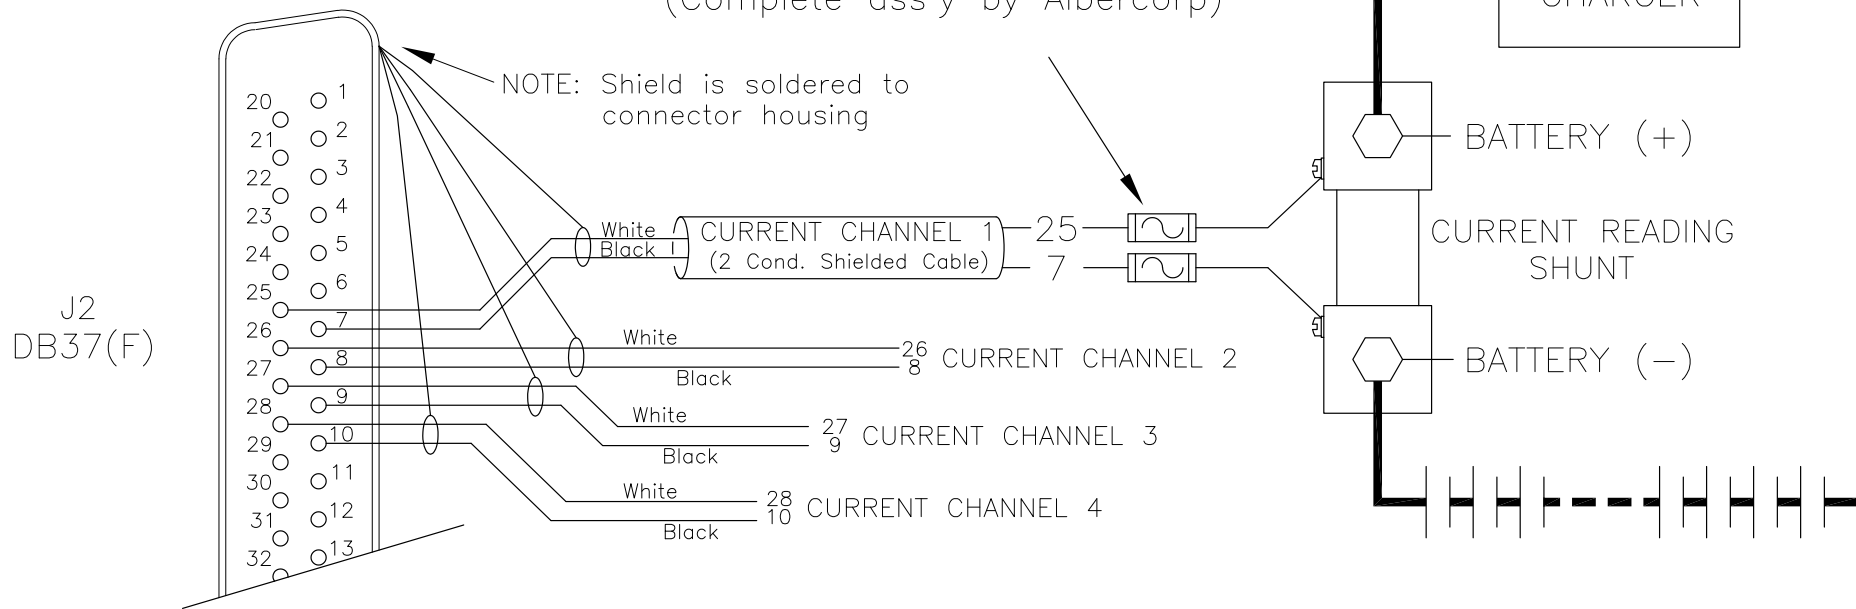 (Complete ass'y by Albercorp)
CHARGER
NOTE: Shield is soldered to
connector housing
J2
DB37(F)
20
21
22
23
24
25
26
27
28
29
30
31
32
1
2
3
4
5
6
7
8
9
10
11
12
13
White
Black
CURRENT CHANNEL 1
(2 Cond. Shielded Cable)
25
7
BATTERY (+)
CURRENT READING
SHUNT
BATTERY (-)
White
Black
26
8
CURRENT CHANNEL 2
White
Black
27
9
CURRENT CHANNEL 3
White
Black
28
10
CURRENT CHANNEL 4